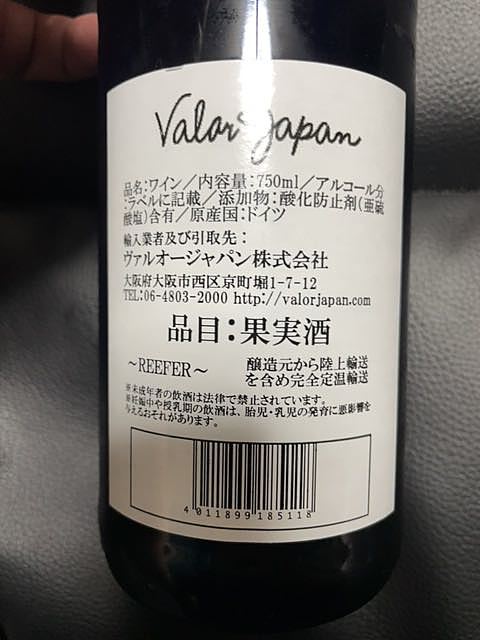 Valor Japan
品名:ワイン／内容量:750ml／アルコール分
:ラベルに記載／添加物:酸化防止剤(亜硫
酸塩)含有／原産国:ドイツ
輸入業者及び引取先:
ヴァルオージャパン株式会社
大阪府大阪市西区京町堀1-7-12
TEL:06-4803-2000 http://valorjapan.com
品目:果実酒
～REEFER～
醸造元から陸上輸送
を含め完全定温輸送
※未成年者の飲酒は法律で禁止されています。
※妊娠中や授乳期の飲酒は、胎児・乳児の発育に悪影響を
与えるおそれがあります。
4 011899 185118